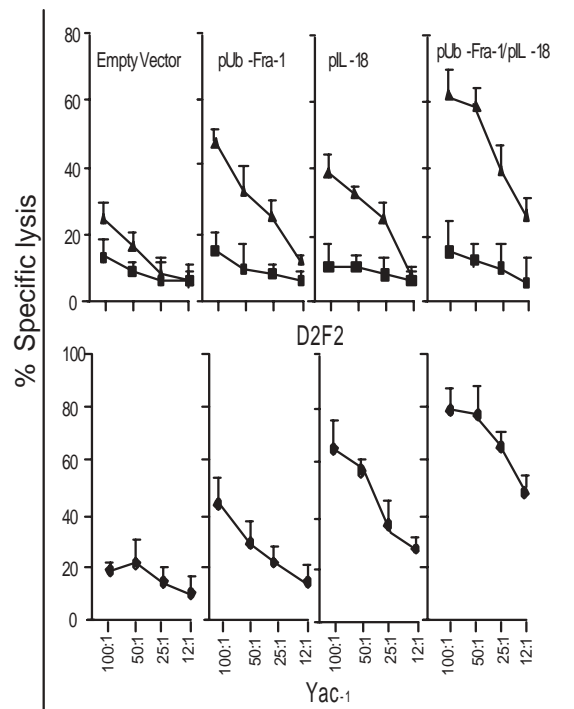 % Specific lysis
80
60
40
20
0
Empty Vector
pUb -Fra-1
pIL -18
pUb -Fra-1/pIL -18
D2F2
100
80
60
40
20
0
100:1 50:1 25:1 12:1
100:1 50:1 25:1 12:1
100:1 50:1 25:1 12:1
100:1 50:1 25:1 12:1
Yac-1